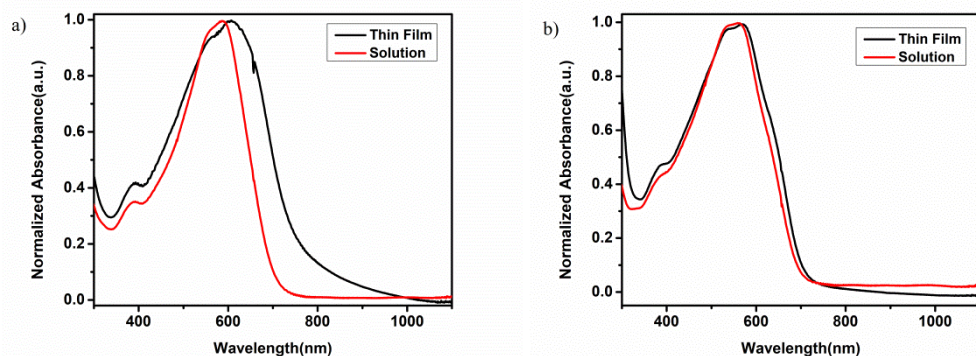 a)
Normalized Absorbance(a.u.)
1.0
0.8
0.6
0.4
0.2
0.0
Thin Film
Solution
400
600
800
1000
Wavelength(nm)
b)
Normalized Absorbance(a.u.)
1.0
0.8
0.6
0.4
0.2
0.0
Thin Film
Solution
400
600
800
1000
Wavelength(nm)